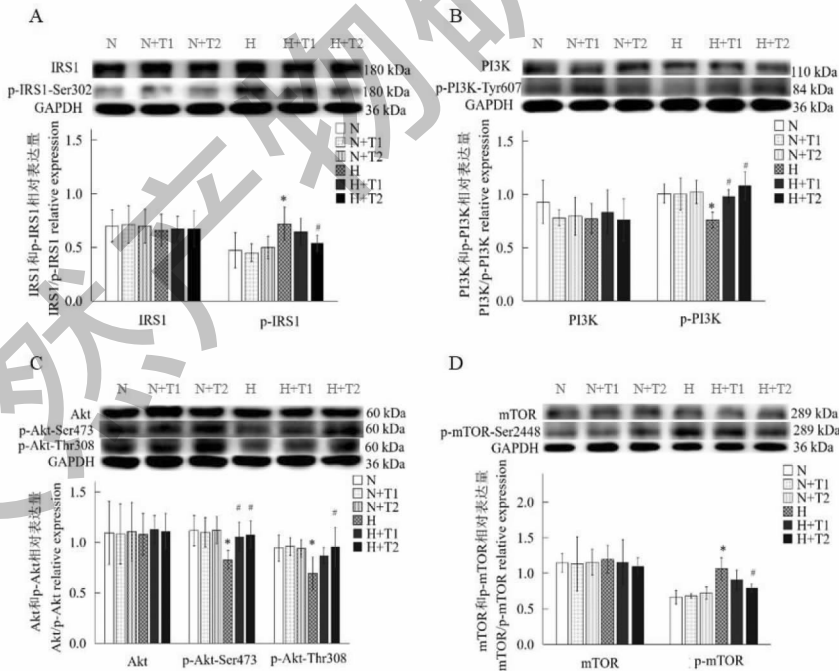 A
N N+T1 N+T2 H H+T1 H+T2
IRS1 180 kDa
p-IRS1-Ser302 180 kDa
GAPDH 36 kDa
IRS1和p-IRS1相对表达量
IRS1/p-IRS1 relative expression
1.5
1.0
0.5
0.0
N
N+T1
N+T2
H
H+T1
H+T2
*
#
IRS1 p-IRS1
B
N N+T1 N+T2 H H+T1 H+T2
PI3K 110 kDa
p-PI3K-Tyr607 84 kDa
GAPDH 36 kDa
PI3K和p-PI3K相对表达量
PI3K/p-PI3K relative expression
1.5
1.0
0.5
0.0
N
N+T1
N+T2
H
H+T1
H+T2
* # #
PI3K p-PI3K
C
N N+T1 N+T2 H H+T1 H+T2
Akt 60 kDa
p-Akt-Ser473 60 kDa
p-Akt-Thr308 60 kDa
GAPDH 36 kDa
Akt和p-Akt相对表达量
Akt/p-Akt relative expression
1.5
1.0
0.5
0.0
N
N+T1
N+T2
H
H+T1
H+T2
* # # * #
Akt p-Akt-Ser473 p-Akt-Thr308
D
N N+T1 N+T2 H H+T1 H+T2
mTOR 289 kDa
p-mTOR-Ser2448 289 kDa
GAPDH 36 kDa
mTOR和p-mTOR相对表达量
mTOR/p-mTOR relative expression
2.0
1.5
1.0
0.5
0.0
N
N+T1
N+T2
H
H+T1
H+T2
*
#
mTOR p-mTOR
然产物研